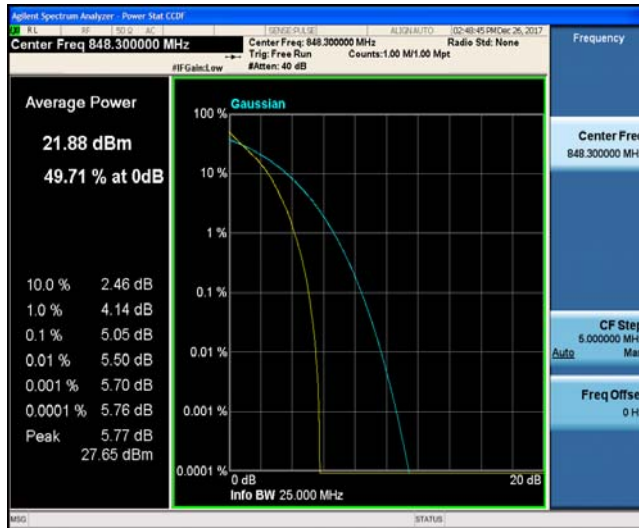 Agilent Spectrum Analyzer - Power Stat CCDF
RL RF 50 Ω AC SENSE:PULSE ALIGN AUTO 02:48:45 PM Dec 26, 2017
Center Freq 848.300000 MHz
Center Freq: 848.300000 MHz
Radio Std: None
Trig: Free Run
Counts:1.00 M/1.00 Mpt
#IFGain:Low
#Atten: 40 dB
Frequency
Average Power
21.88 dBm
49.71 % at 0dB
10.0 % 2.46 dB
1.0 % 4.14 dB
0.1 % 5.05 dB
0.01 % 5.50 dB
0.001 % 5.70 dB
0.0001 % 5.76 dB
Peak 5.77 dB
27.65 dBm
Gaussian
100 %
10 %
1 %
0.1 %
0.01 %
0.001 %
0.0001 %
0 dB
20 dB
Info BW 25.000 MHz
Center Fre
848.300000 MH
CF Step
5.000000 MH
Auto Ma
Freq Offse
0 H
MSG
STATUS